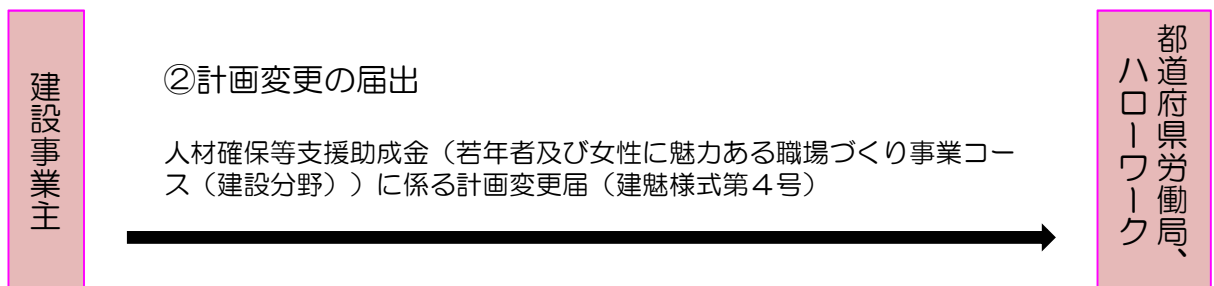 建設事業主
②計画変更の届出
人材確保等支援助成金（若年者及び女性に魅力ある職場づくり事業コー
ス（建設分野））に係る計画変更届（建魅様式第４号）
都道府県労働局、
ハローワーク